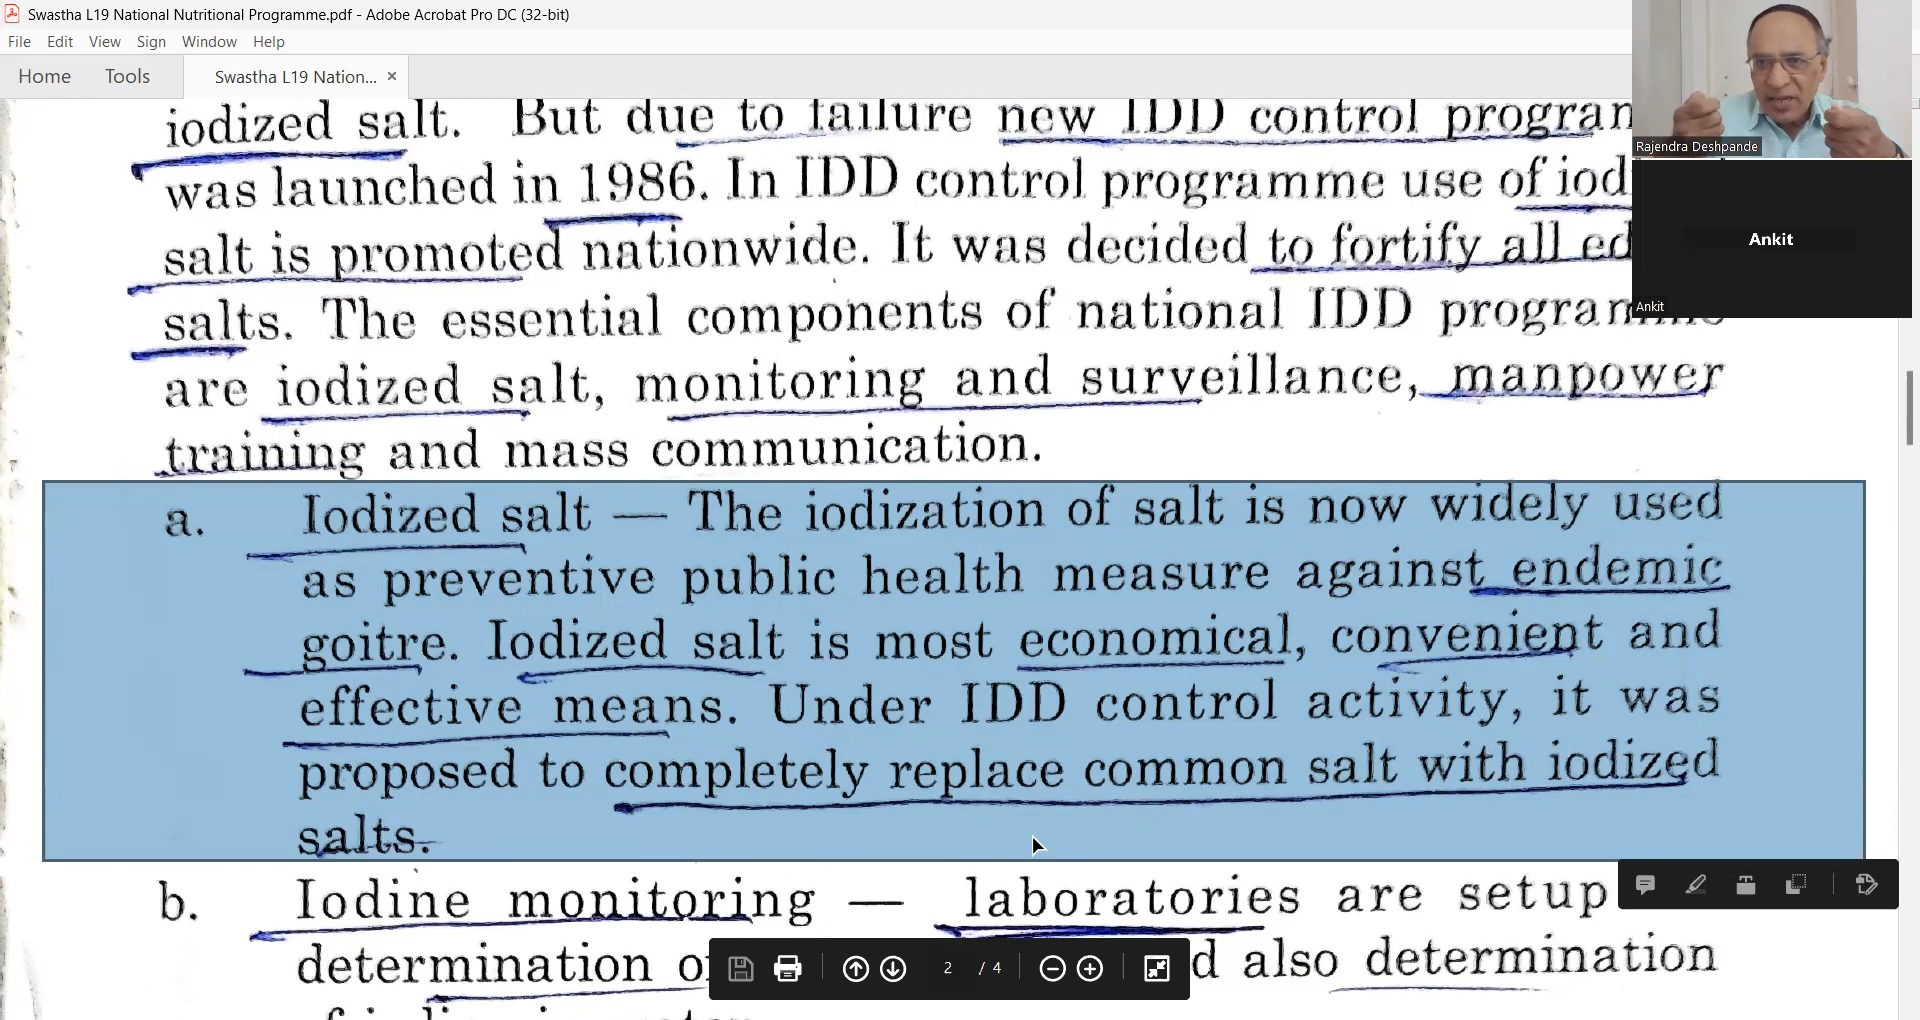 Swastha L19 National Nutritional Programme.pdf - Adobe Acrobat Pro DC (32-bit)
File Edit View Sign Window Help
Home Tools Swastha L19 Nation... ×
iodized salt. But due to failure new IDD control
was launched in 1986. In IDD control programme use of
salt is promoted nationwide. It was decided to fortify all
salts. The essential components of national IDD
are iodized salt, monitoring and surveillance, manpower
training and mass communication.
a. Iodized salt — The iodization of salt is now widely used
as preventive public health measure against endemic
goitre. Iodized salt is most economical, convenient and
effective means. Under IDD control activity, it was
proposed to completely replace common salt with iodized
salts.
b. Iodine monitoring — laboratories are setup
determination also determination
2 / 4
Rajendra Deshpande
Ankit
Ankit